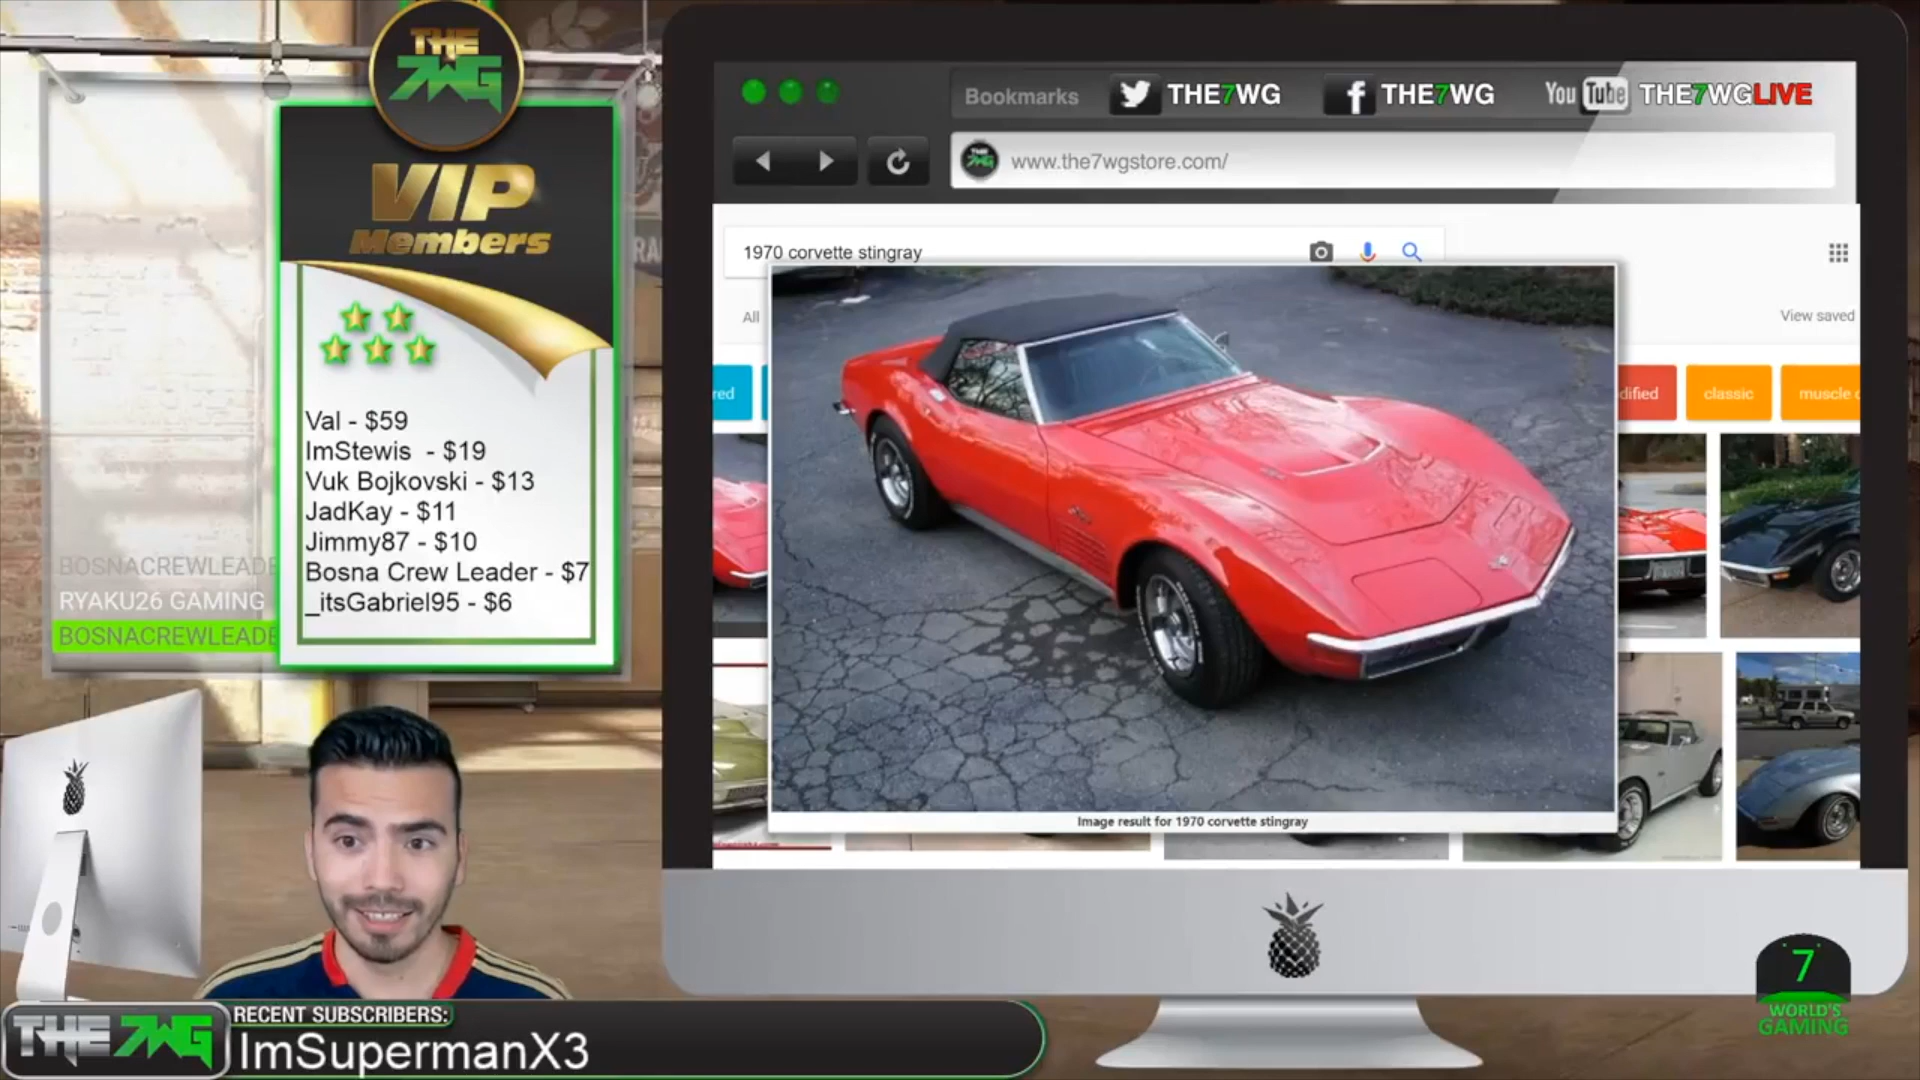 THE
7WG
VIP
Members
Val - $59
ImStewis - $19
Vuk Bojkovski - $13
JadKay - $11
Jimmy87 - $10
Bosna Crew Leader - $7
_itsGabriel95 - $6
BOSNACREWLEADE
RYAKU26 GAMING
BOSNACREWLEADE
Bookmarks
THE7WG
THE7WG
You Tube THE7WGLIVE
www.the7wgstore.com/
1970 corvette stingray
All
View saved
red
dified
classic
muscle c
Image result for 1970 corvette stingray
THE 7WG
RECENT SUBSCRIBERS:
ImSupermanX3
7
WORLD'S
GAMING